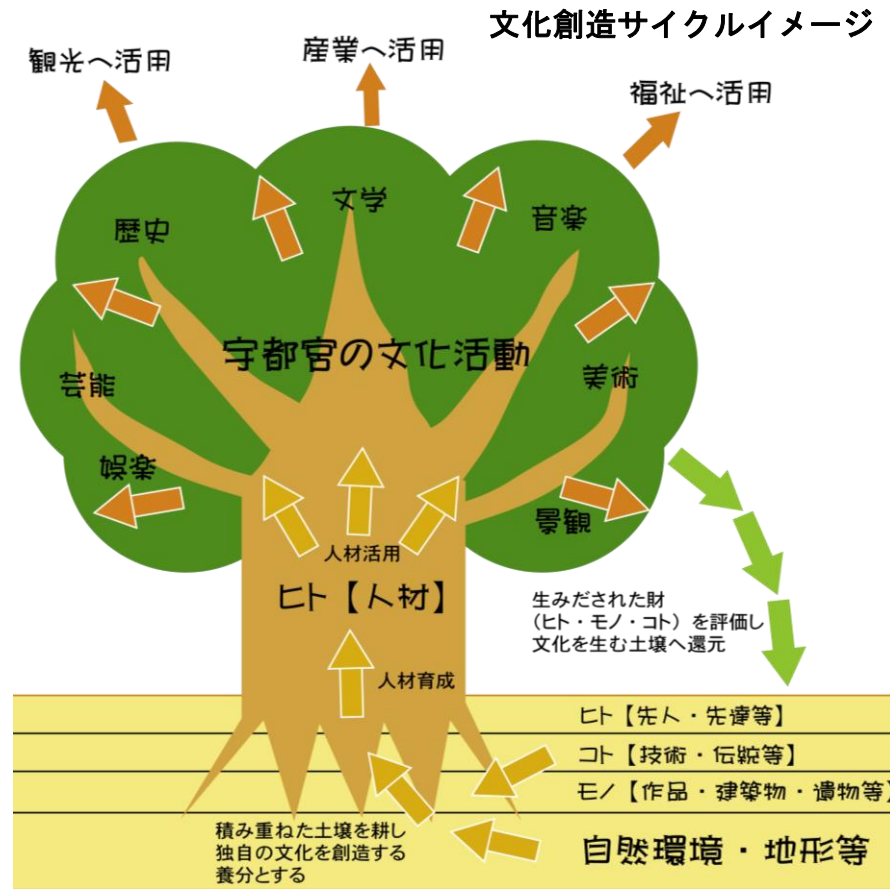 文化創造サイクルイメージ
観光へ活用
産業へ活用
福祉へ活用
歴史
文学
音楽
宇都宮の文化活動
芸能
美術
娯楽
景観
人材活用
ヒト【人材】
生みだされた財
(ヒト・モノ・コト)を評価し
文化を生む土壌へ還元
人材育成
ヒト【先人・先達等】
コト【技術・伝統等】
モノ【作品・建築物・遺物等】
積み重ねた土壌を耕し
独自の文化を創造する
養分とする
自然環境・地形等